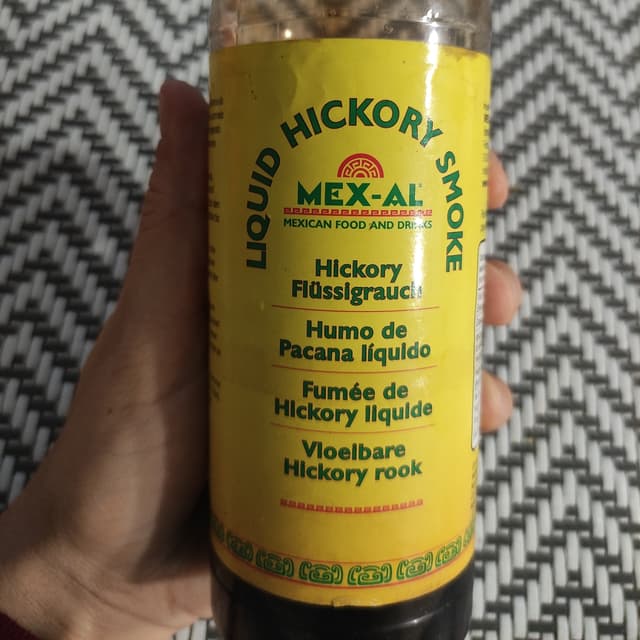 LIQUID HICKORY SMOKE
MEX-AL®
MEXICAN FOOD AND DRINKS
Hickory
Flüssigrauch
Humo de
Pacana líquido
Fumée de
Hickory liquide
Vloeibare
Hickory rook